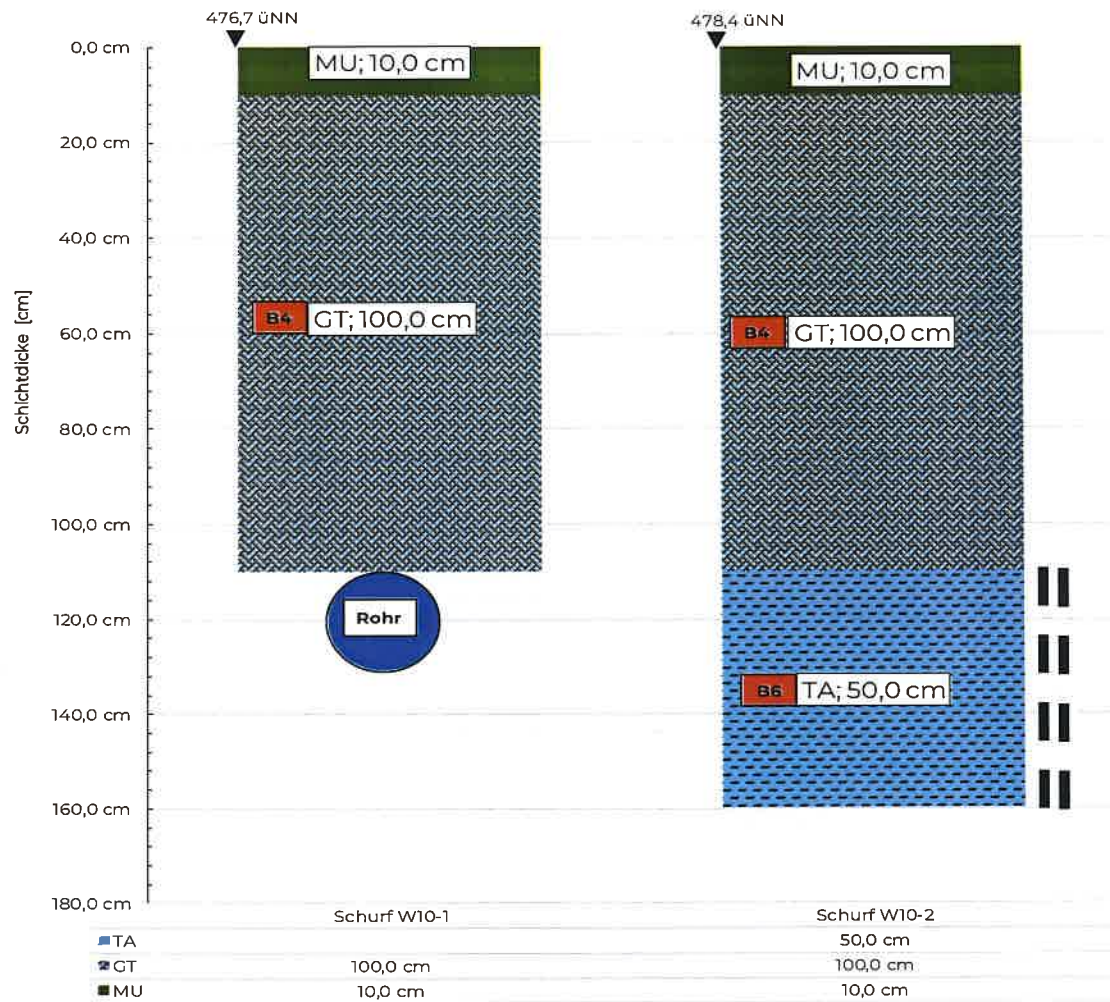 476,7 üNN
478,4 üNN
0,0 cm
MU; 10,0 cm
MU; 10,0 cm
20,0 cm
40,0 cm
B4 GT; 100,0 cm
B4 GT; 100,0 cm
60,0 cm
Schichtdicke [cm]
80,0 cm
100,0 cm
Rohr
120,0 cm
B6 TA; 50,0 cm
140,0 cm
160,0 cm
180,0 cm
Schurf W10-1 Schurf W10-2
TA 50,0 cm
GT 100,0 cm 100,0 cm
MU 10,0 cm 10,0 cm